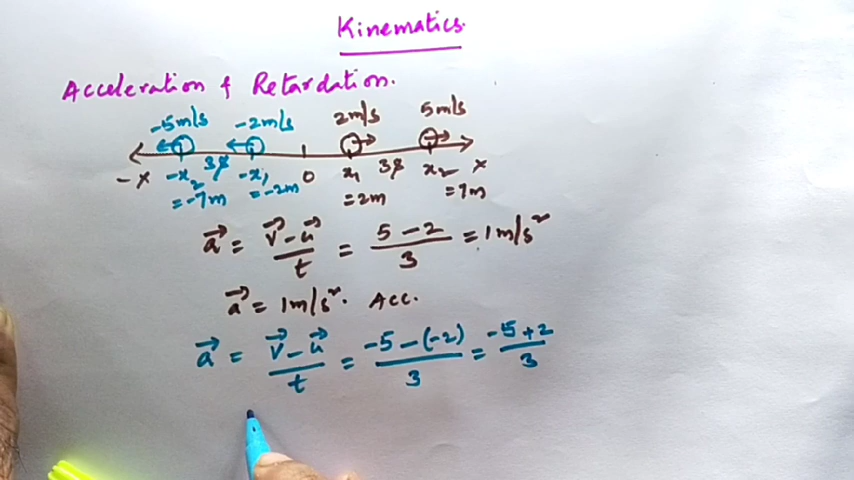 Kinematics.
Acceleration & Retardation.
-5m/s -2m/s 2m/s 5m/s
-x -x₂ 3s -x₁ 0 x₁ 3s x₂ x
=-7m =-2m =2m =7m
a⃗ = (v⃗ - u⃗)/t = (5 - 2)/3 = 1m/s²
a⃗ = 1m/s². Acc.
a⃗ = (v⃗ - u⃗)/t = (-5 - (-2))/3 = (-5 + 2)/3